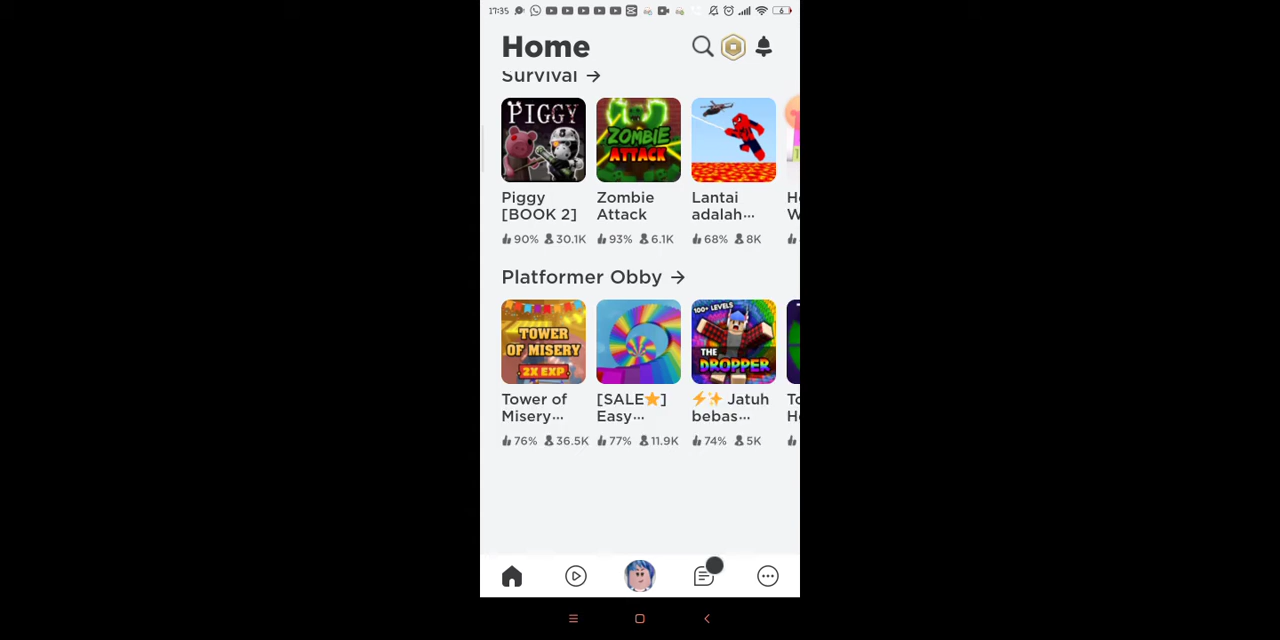 17:35
6
Home
Survival →
PIGGY
ZOMBIE
ATTACK
Piggy
[BOOK 2]
Zombie
Attack
Lantai
adalah...
H
W
90% 30.1K
93% 6.1K
68% 8K
Platformer Obby →
TOWER
OF MISERY
2X EXP
100+ LEVELS
THE
DROPPER
Tower of
Misery...
[SALE⭐]
Easy...
⚡✨ Jatuh
bebas...
To
H
76% 36.5K
77% 11.9K
74% 5K